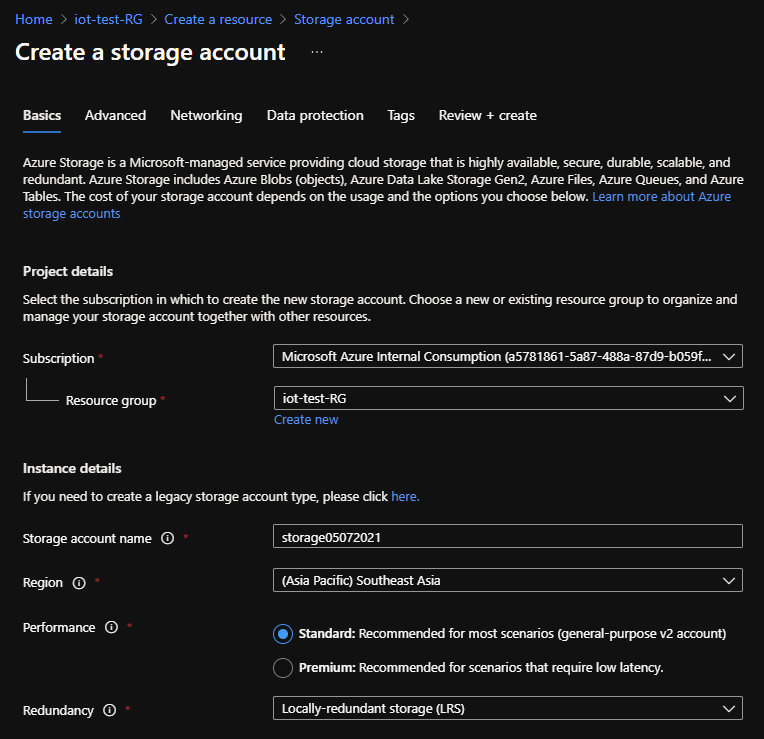 Home > iot-test-RG > Create a resource > Storage account >
Create a storage account ...
Basics Advanced Networking Data protection Tags Review + create
Azure Storage is a Microsoft-managed service providing cloud storage that is highly available, secure, durable, scalable, and
redundant. Azure Storage includes Azure Blobs (objects), Azure Data Lake Storage Gen2, Azure Files, Azure Queues, and Azure
Tables. The cost of your storage account depends on the usage and the options you choose below. Learn more about Azure
storage accounts
Project details
Select the subscription in which to create the new storage account. Choose a new or existing resource group to organize and
manage your storage account together with other resources.
Subscription * Microsoft Azure Internal Consumption (a5781861-5a87-488a-87d9-b059f...
Resource group * iot-test-RG
Create new
Instance details
If you need to create a legacy storage account type, please click here.
Storage account name * storage05072021
Region * (Asia Pacific) Southeast Asia
Performance * Standard: Recommended for most scenarios (general-purpose v2 account)
Premium: Recommended for scenarios that require low latency.
Redundancy * Locally-redundant storage (LRS)